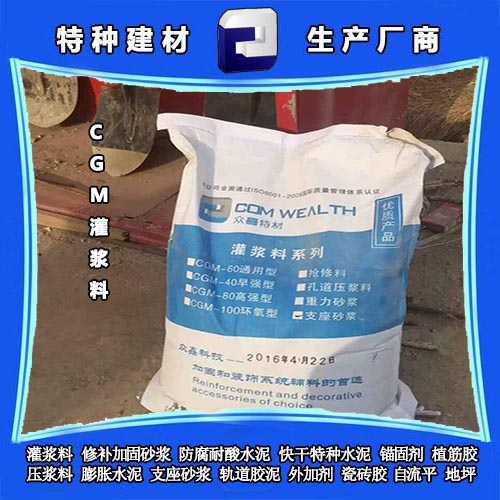 特种建材 生产厂商
CGM灌浆料
公司全面通过ISO9001-2008国际质量管理体系认证
COM WEALTH
众鑫特材
优质产品
灌浆料系列
CGM-60通用型 抢修料
CGM-40早强型 孔道压浆料
CGM-80高强型 重力砂浆
CGM-100环氧型 支座砂浆
众鑫科技——2016年4月22日
加固和装饰系统辅料的首选
Reinforcement and decorative
accessories of choice
灌浆料 修补加固砂浆 防腐耐酸水泥 快干特种水泥 锚固剂 植筋胶
压浆料 膨胀水泥 支座砂浆 轨道胶泥 外加剂 瓷砖胶 自流平 地坪